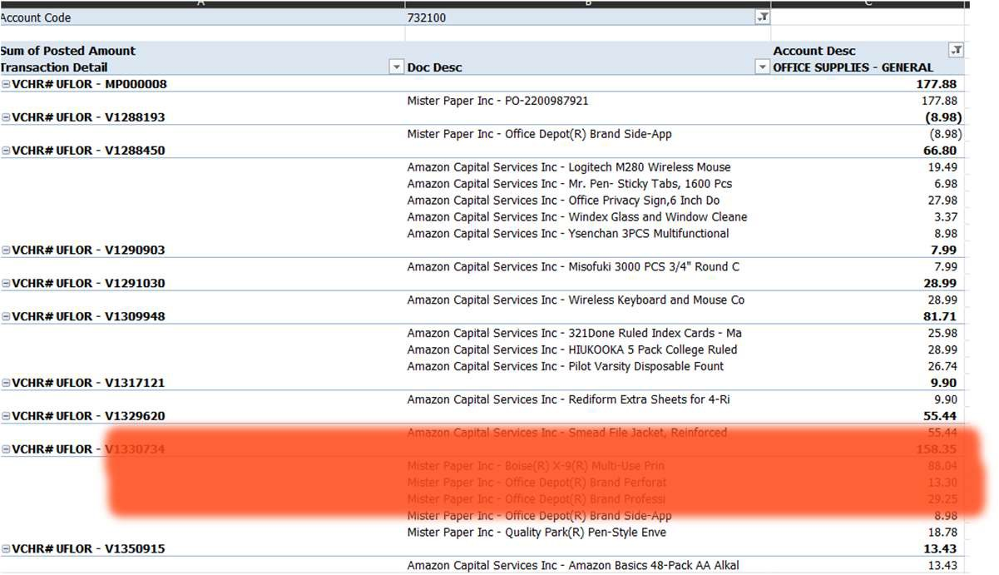 A B C
Account Code 732100
Sum of Posted Amount Account Desc
Transaction Detail Doc Desc OFFICE SUPPLIES - GENERAL
VCHR# UFLOR - MP000008 177.88
Mister Paper Inc - PO-2200987921 177.88
VCHR# UFLOR - V1288193 (8.98)
Mister Paper Inc - Office Depot(R) Brand Side-App (8.98)
VCHR# UFLOR - V1288450 66.80
Amazon Capital Services Inc - Logitech M280 Wireless Mouse 19.49
Amazon Capital Services Inc - Mr. Pen- Sticky Tabs, 1600 Pcs 6.98
Amazon Capital Services Inc - Office Privacy Sign,6 Inch Do 27.98
Amazon Capital Services Inc - Windex Glass and Window Cleane 3.37
Amazon Capital Services Inc - Ysenchan 3PCS Multifunctional 8.98
VCHR# UFLOR - V1290903 7.99
Amazon Capital Services Inc - Misofuki 3000 PCS 3/4" Round C 7.99
VCHR# UFLOR - V1291030 28.99
Amazon Capital Services Inc - Wireless Keyboard and Mouse Co 28.99
VCHR# UFLOR - V1309948 81.71
Amazon Capital Services Inc - 321Done Ruled Index Cards - Ma 25.98
Amazon Capital Services Inc - HIUKOOKA 5 Pack College Ruled 28.99
Amazon Capital Services Inc - Pilot Varsity Disposable Fount 26.74
VCHR# UFLOR - V1317121 9.90
Amazon Capital Services Inc - Rediform Extra Sheets for 4-Ri 9.90
VCHR# UFLOR - V1329620 55.44
Amazon Capital Services Inc - Smead File Jacket, Reinforced 55.44
VCHR# UFLOR - V1330734 158.35
Mister Paper Inc - Boise(R) X-9(R) Multi-Use Prin 88.04
Mister Paper Inc - Office Depot(R) Brand Perforat 13.30
Mister Paper Inc - Office Depot(R) Brand Professi 29.25
Mister Paper Inc - Office Depot(R) Brand Side-App 8.98
Mister Paper Inc - Quality Park(R) Pen-Style Enve 18.78
VCHR# UFLOR - V1350915 13.43
Amazon Capital Services Inc - Amazon Basics 48-Pack AA Alkal 13.43